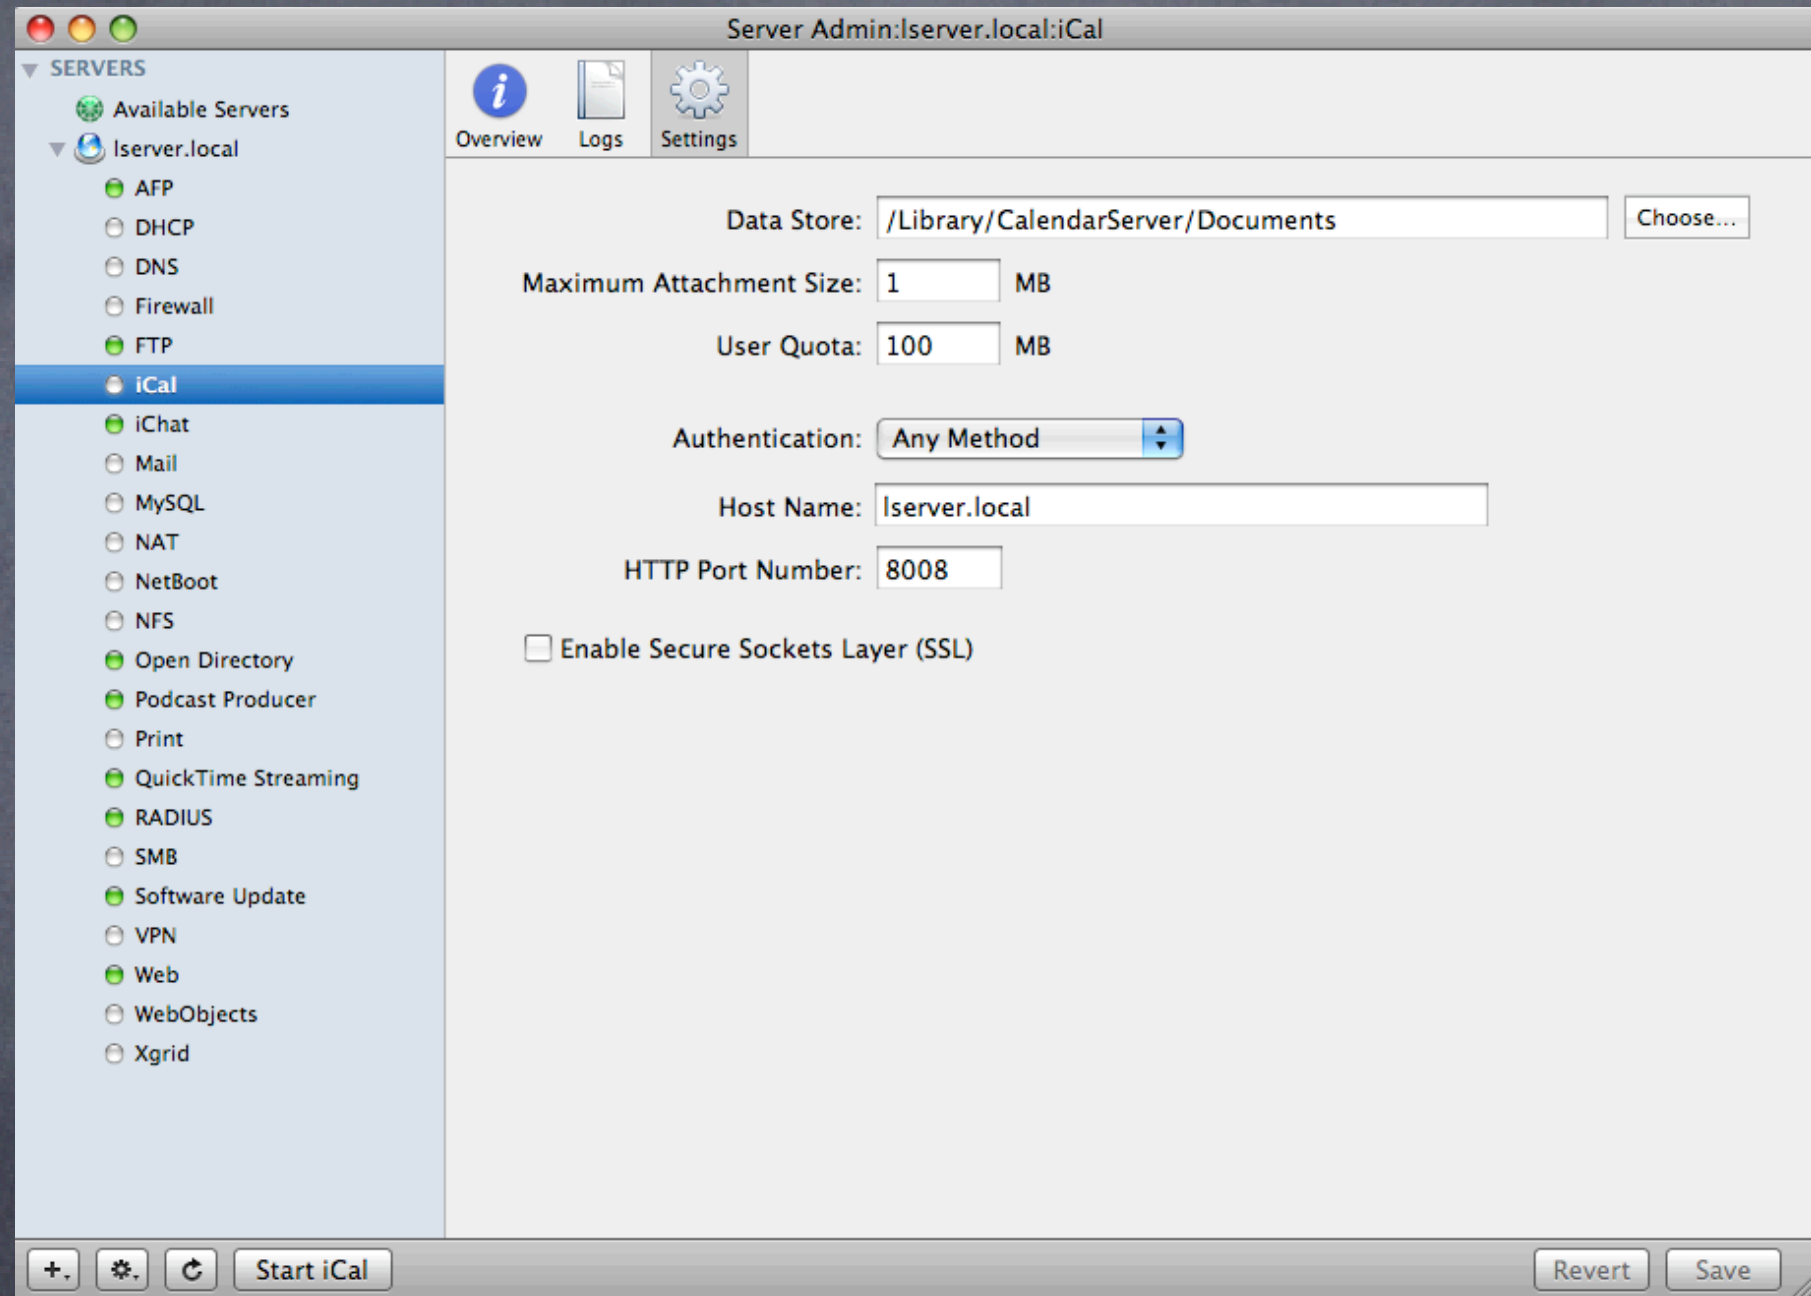 Server Admin:lserver.local:iCal
SERVERS
Available Servers
lserver.local
AFP
DHCP
DNS
Firewall
FTP
iCal
iChat
Mail
MySQL
NAT
NetBoot
NFS
Open Directory
Podcast Producer
Print
QuickTime Streaming
RADIUS
SMB
Software Update
VPN
Web
WebObjects
Xgrid
Overview Logs Settings
Data Store: /Library/CalendarServer/Documents Choose...
Maximum Attachment Size: 1 MB
User Quota: 100 MB
Authentication: Any Method
Host Name: lserver.local
HTTP Port Number: 8008
Enable Secure Sockets Layer (SSL)
Start iCal Revert Save